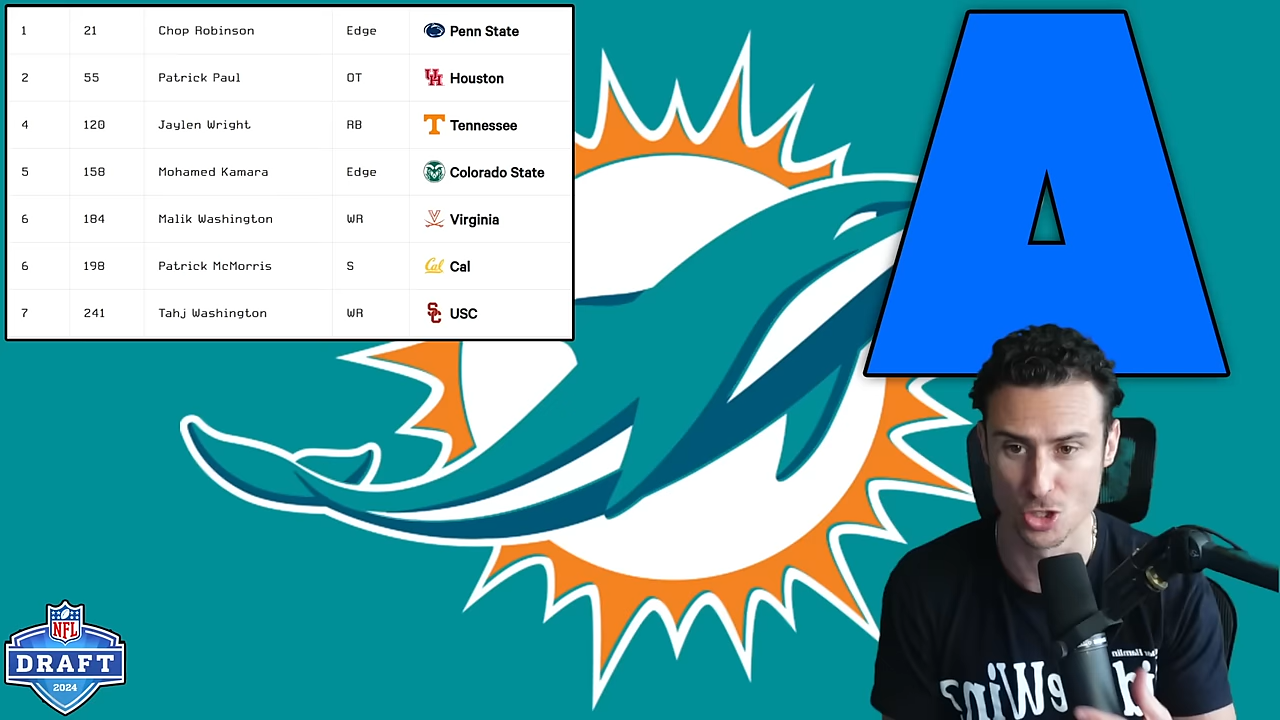 1 21 Chop Robinson Edge Penn State
2 55 Patrick Paul OT Houston
4 120 Jaylen Wright RB Tennessee
5 158 Mohamed Kamara Edge Colorado State
6 184 Malik Washington WR Virginia
6 198 Patrick McMorris S Cal Cal
7 241 Tahj Washington WR SC USC
A
NFL
DRAFT
2024